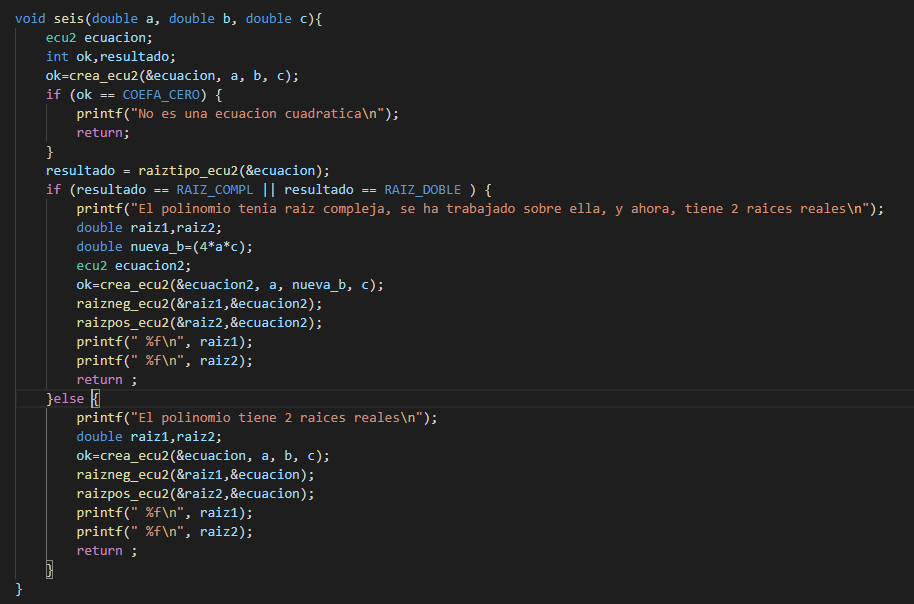 void seis(double a, double b, double c){
    ecu2 ecuacion;
    int ok,resultado;
    ok=crea_ecu2(&ecuacion, a, b, c);
    if (ok == COEFA_CERO) {
        printf("No es una ecuacion cuadratica\n");
        return;
    }
    resultado = raiztipo_ecu2(&ecuacion);
    if (resultado == RAIZ_COMPL || resultado == RAIZ_DOBLE ) {
        printf("El polinomio tenia raiz compleja, se ha trabajado sobre ella, y ahora, tiene 2 raices reales\n");
        double raiz1,raiz2;
        double nueva_b=(4*a*c);
        ecu2 ecuacion2;
        ok=crea_ecu2(&ecuacion2, a, nueva_b, c);
        raizneg_ecu2(&raiz1,&ecuacion2);
        raizpos_ecu2(&raiz2,&ecuacion2);
        printf(" %f\n", raiz1);
        printf(" %f\n", raiz2);
        return ;
    }else {
        printf("El polinomio tiene 2 raices reales\n");
        double raiz1,raiz2;
        ok=crea_ecu2(&ecuacion, a, b, c);
        raizneg_ecu2(&raiz1,&ecuacion);
        raizpos_ecu2(&raiz2,&ecuacion);
        printf(" %f\n", raiz1);
        printf(" %f\n", raiz2);
        return ;
    }
}